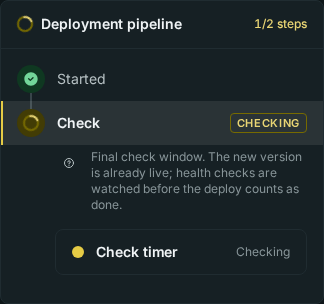 Deployment pipeline 1/2 steps
Started
Check CHECKING
Final check window. The new version
is already live; health checks are
watched before the deploy counts as
done.
Check timer Checking